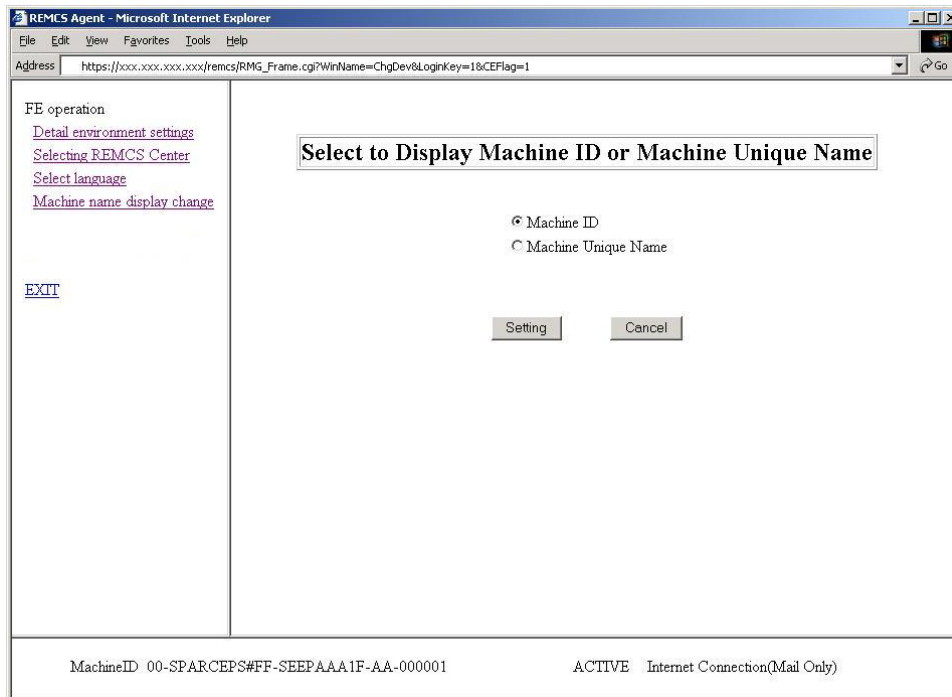 REMCS Agent - Microsoft Internet Explorer
File Edit View Favorites Tools Help
Address https://xxx.xxx.xxx.xxx/remcs/RMG_Frame.cgi?WinName=ChgDev&LoginKey=1&CEFlag=1 Go
FE operation
Detail environment settings
Selecting REMCS Center
Select language
Machine name display change
EXIT
Select to Display Machine ID or Machine Unique Name
Machine ID
Machine Unique Name
Setting Cancel
MachineID 00-SPARCEPS#FF-SEEPAAA1F-AA-000001 ACTIVE Internet Connection(Mail Only)